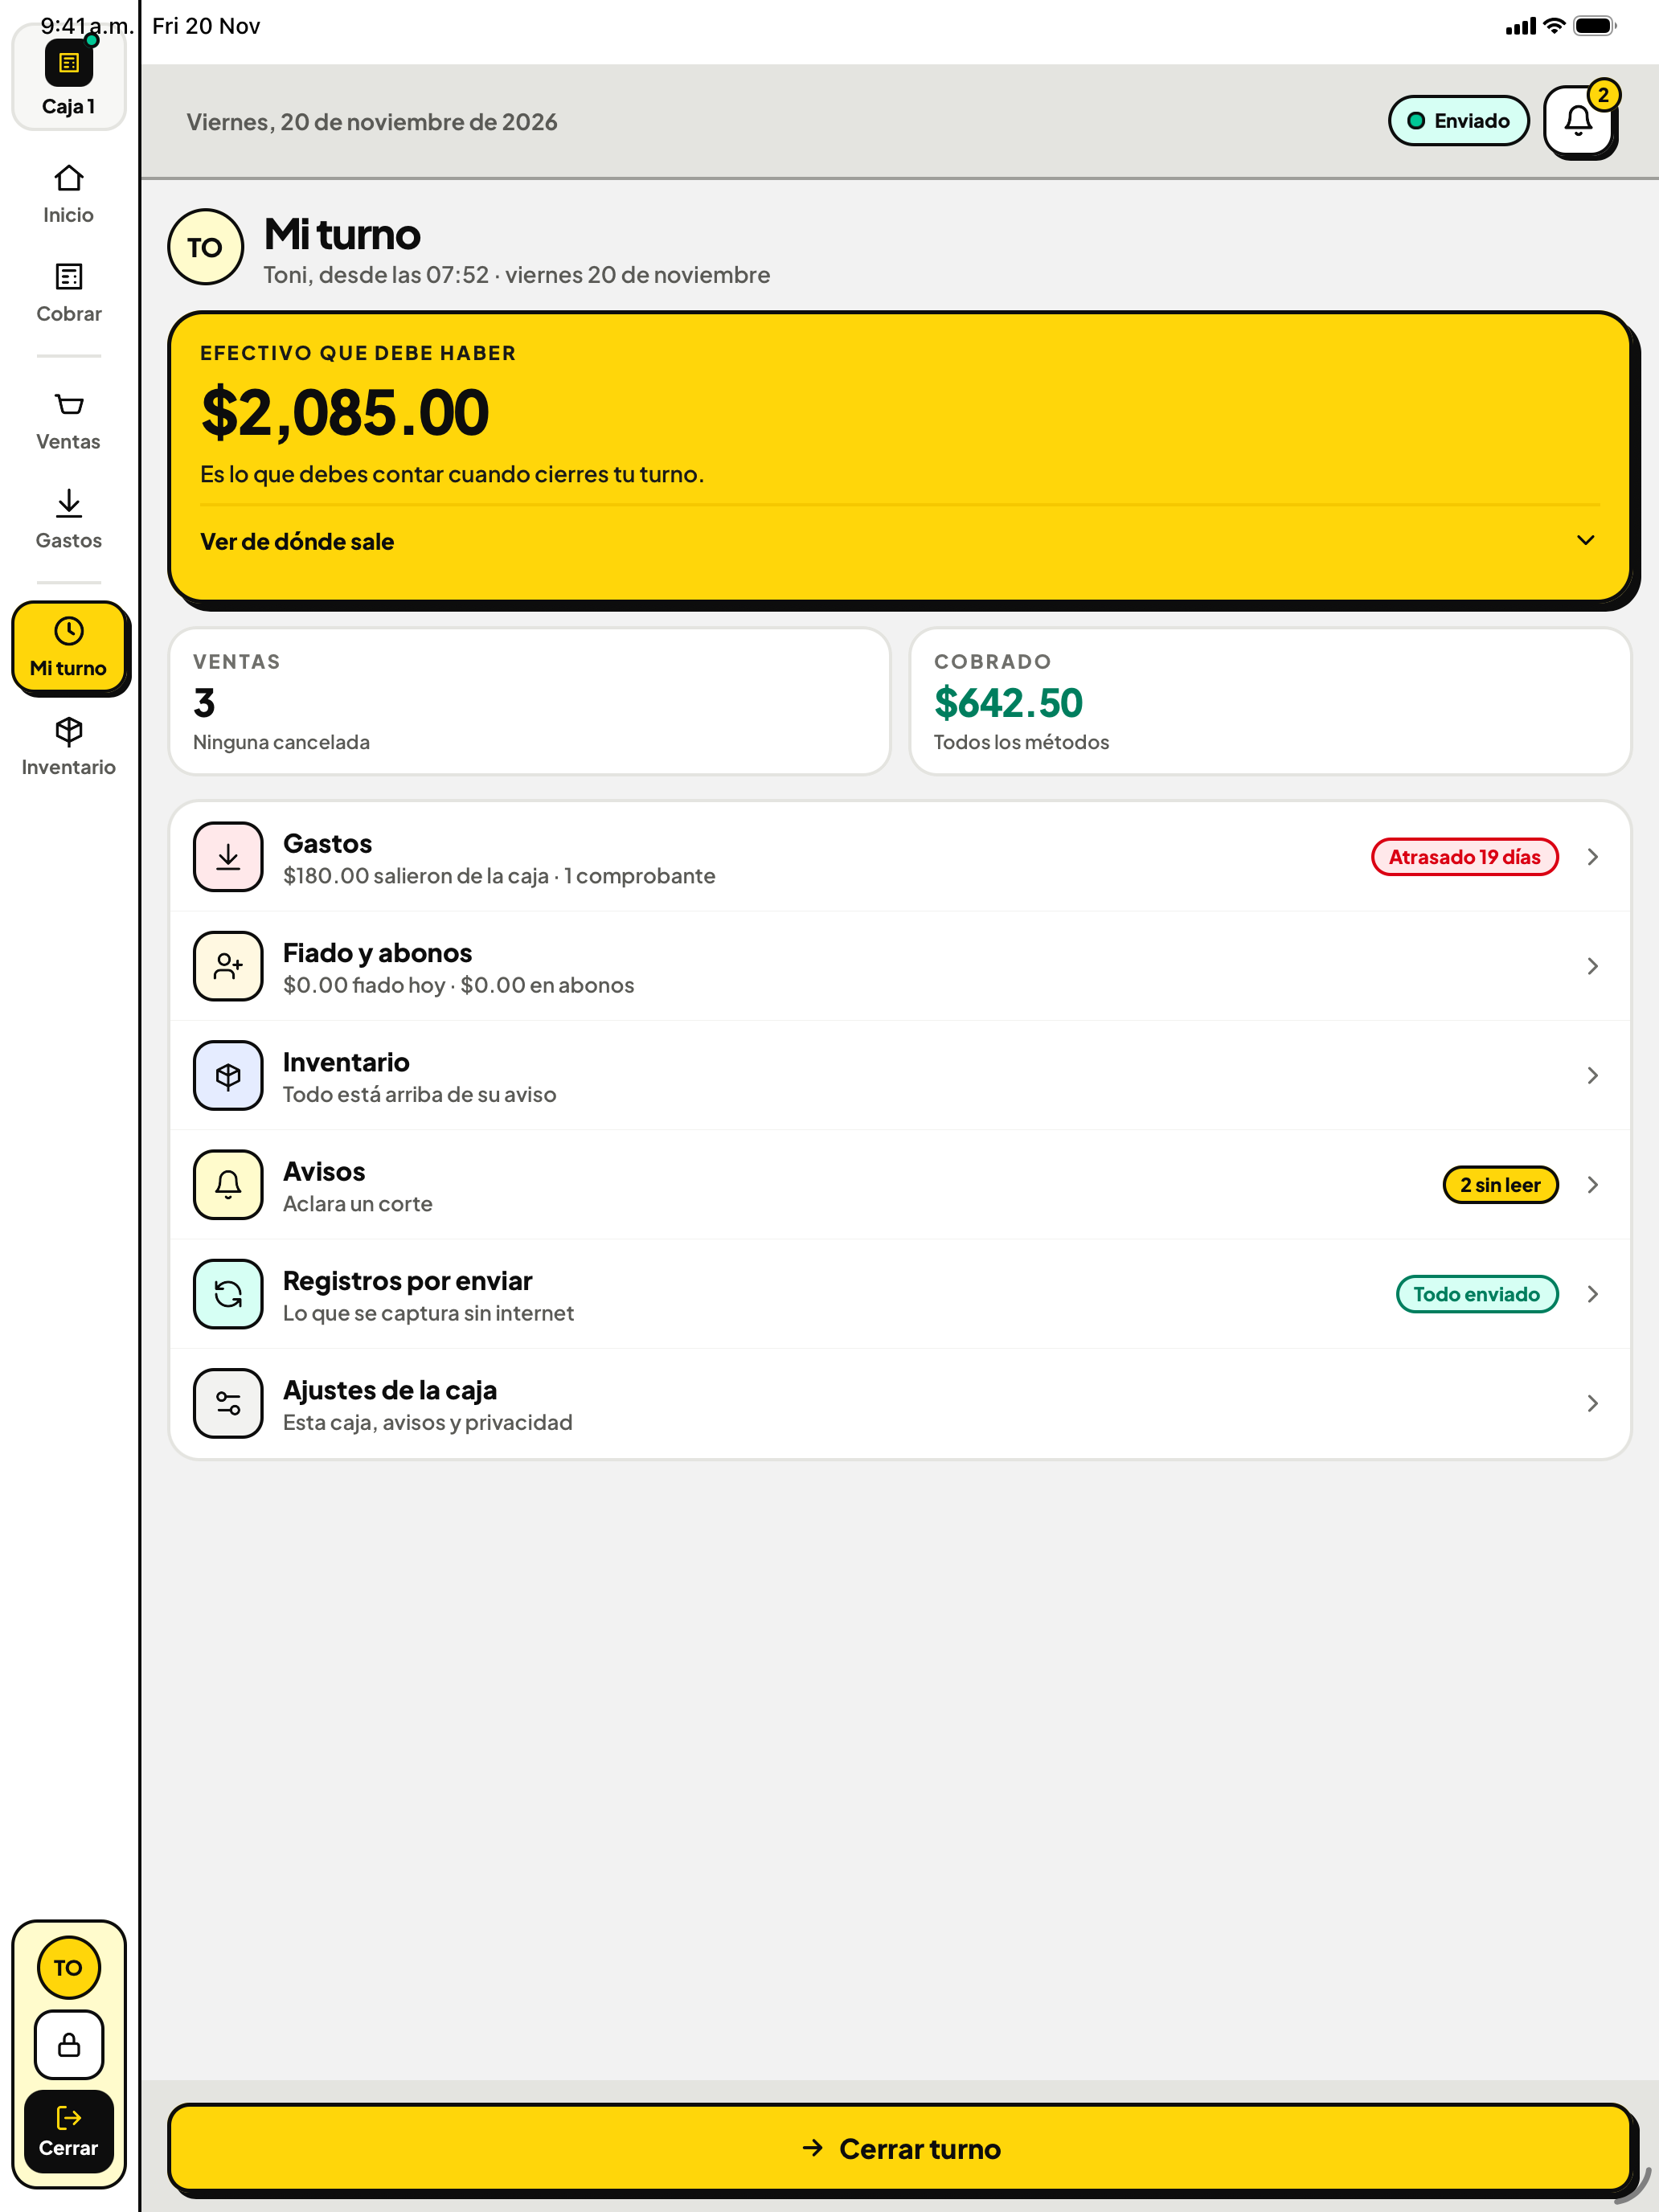 9:41 a.m. Fri 20 Nov
Caja 1
Inicio
Cobrar
Ventas
Gastos
Mi turno
Inventario
TO
Cerrar
Viernes, 20 de noviembre de 2026
Enviado
2
TO
Mi turno
Toni, desde las 07:52 · viernes 20 de noviembre
EFECTIVO QUE DEBE HABER
$2,085.00
Es lo que debes contar cuando cierres tu turno.
Ver de dónde sale
VENTAS
3
Ninguna cancelada
COBRADO
$642.50
Todos los métodos
Gastos
$180.00 salieron de la caja · 1 comprobante
Atrasado 19 días
Fiado y abonos
$0.00 fiado hoy · $0.00 en abonos
Inventario
Todo está arriba de su aviso
Avisos
Aclara un corte
2 sin leer
Registros por enviar
Lo que se captura sin internet
Todo enviado
Ajustes de la caja
Esta caja, avisos y privacidad
Cerrar turno